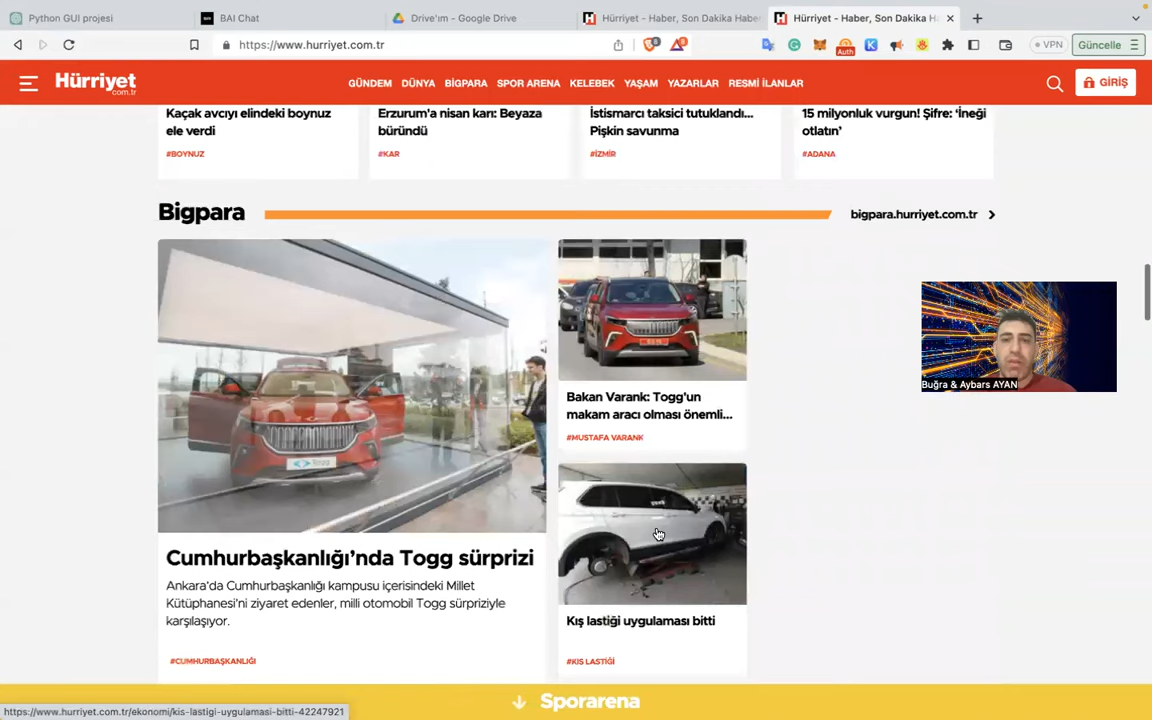 Python GUI projesi
BAI Chat
Drive'ım - Google Drive
Hürriyet - Haber, Son Dakika Haber
Hürriyet - Haber, Son Dakika H
https://www.hurriyet.com.tr
Auth
VPN
Güncelle
Hürriyet
com.tr
GÜNDEM DÜNYA BİGPARA SPOR ARENA KELEBEK YAŞAM YAZARLAR RESMİ İLANLAR
GİRİŞ
Kaçak avcıyı elindeki boynuz
ele verdi
#BOYNUZ
Erzurum'a nisan karı: Beyaza
büründü
#KAR
İstismarcı taksici tutuklandı...
Pişkin savunma
#İZMİR
15 milyonluk vurgun! Şifre: ‘İneği
otlatın’
#ADANA
Bigpara
bigpara.hurriyet.com.tr
Togg
Cumhurbaşkanlığı’nda Togg sürprizi
Ankara’da Cumhurbaşkanlığı kampusu içerisindeki Millet
Kütüphanesi’ni ziyaret edenler, milli otomobil Togg sürpriziyle
karşılaşıyor.
#CUMHURBAŞKANLIĞI
Bakan Varank: Togg'un
makam aracı olması önemli...
#MUSTAFA VARANK
Kış lastiği uygulaması bitti
#KIS LASTİĞİ
Buğra & Aybars AYAN
Sporarena
https://www.hurriyet.com.tr/ekonomi/kis-lastigi-uygulamasi-bitti-42247921